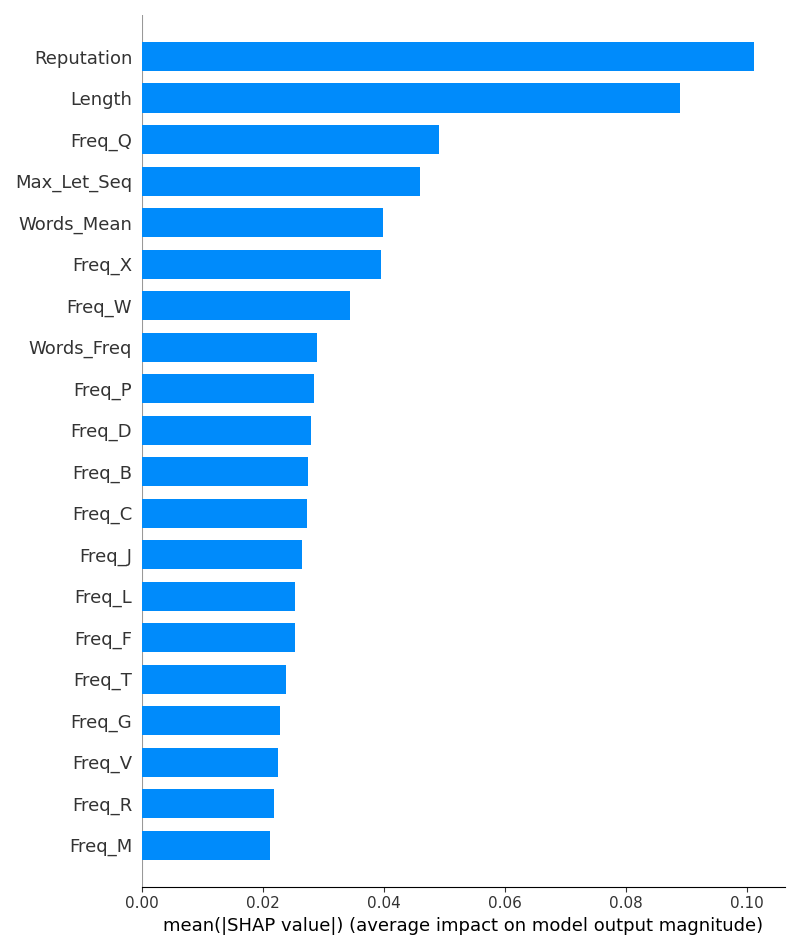 Reputation
Length
Freq_Q
Max_Let_Seq
Words_Mean
Freq_X
Freq_W
Words_Freq
Freq_P
Freq_D
Freq_B
Freq_C
Freq_J
Freq_L
Freq_F
Freq_T
Freq_G
Freq_V
Freq_R
Freq_M
0.00 0.02 0.04 0.06 0.08 0.10
mean(|SHAP value|) (average impact on model output magnitude)